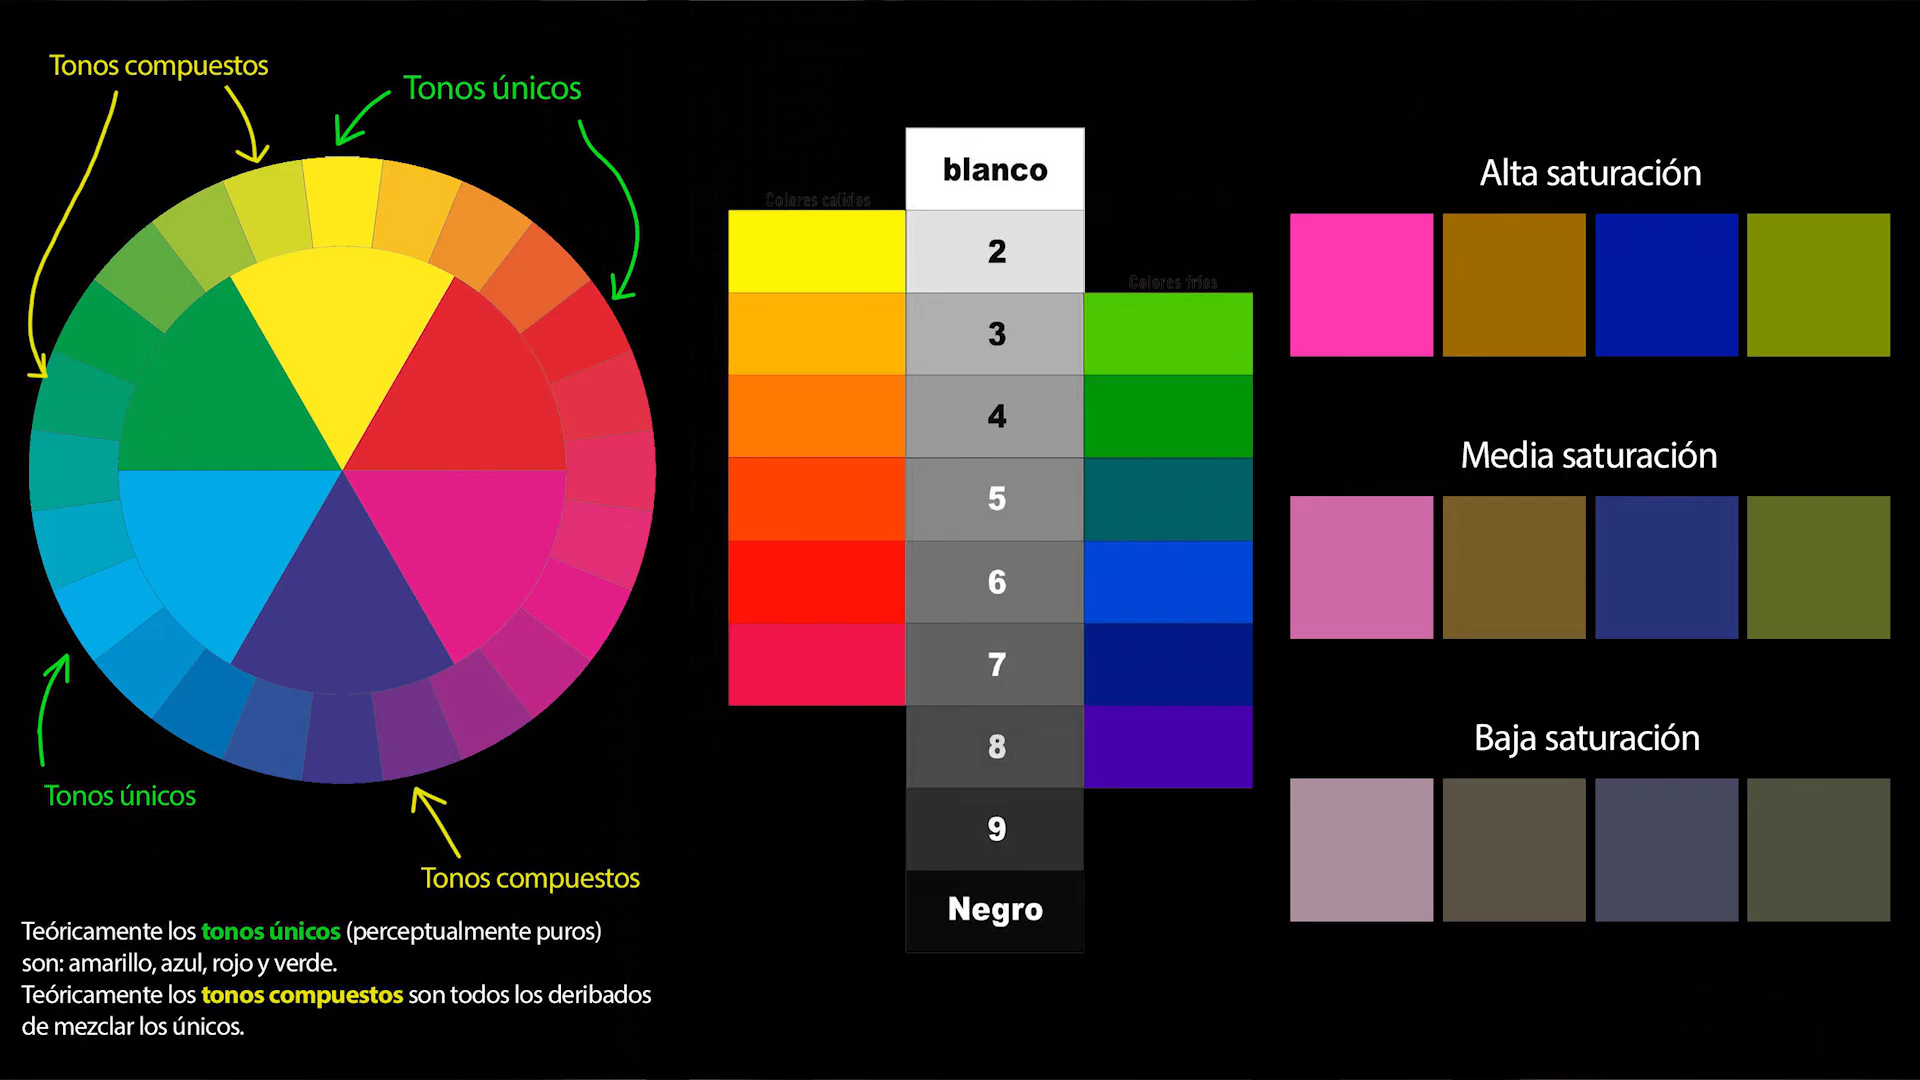 Tonos compuestos
Tonos únicos
Tonos únicos
Tonos compuestos
Teóricamente los tonos únicos (perceptualmente puros)
son: amarillo, azul, rojo y verde.
Teóricamente los tonos compuestos son todos los deribados
de mezclar los únicos.
blanco
Colores calidos
2
Colores fríos
3
4
5
6
7
8
9
Negro
Alta saturación
Media saturación
Baja saturación